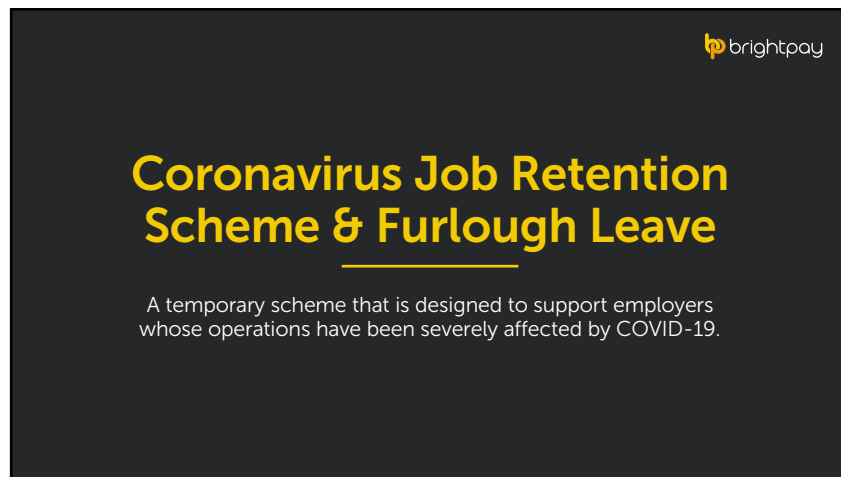 brightpay
Coronavirus Job Retention
Scheme & Furlough Leave
A temporary scheme that is designed to support employers
whose operations have been severely affected by COVID-19.